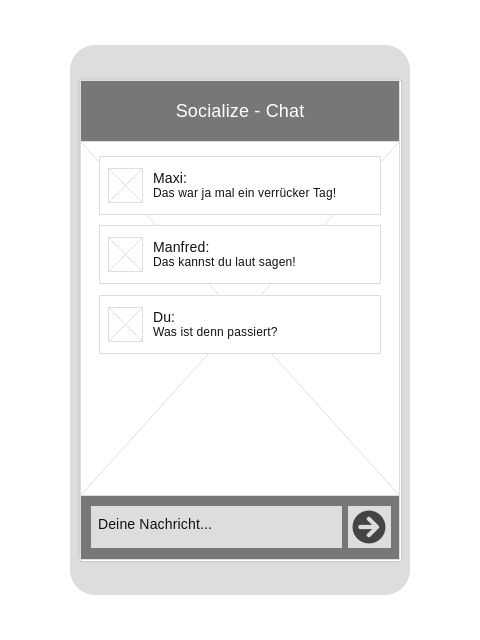 Socialize - Chat
Maxi:
Das war ja mal ein verrücker Tag!
Manfred:
Das kannst du laut sagen!
Du:
Was ist denn passiert?
Deine Nachricht...